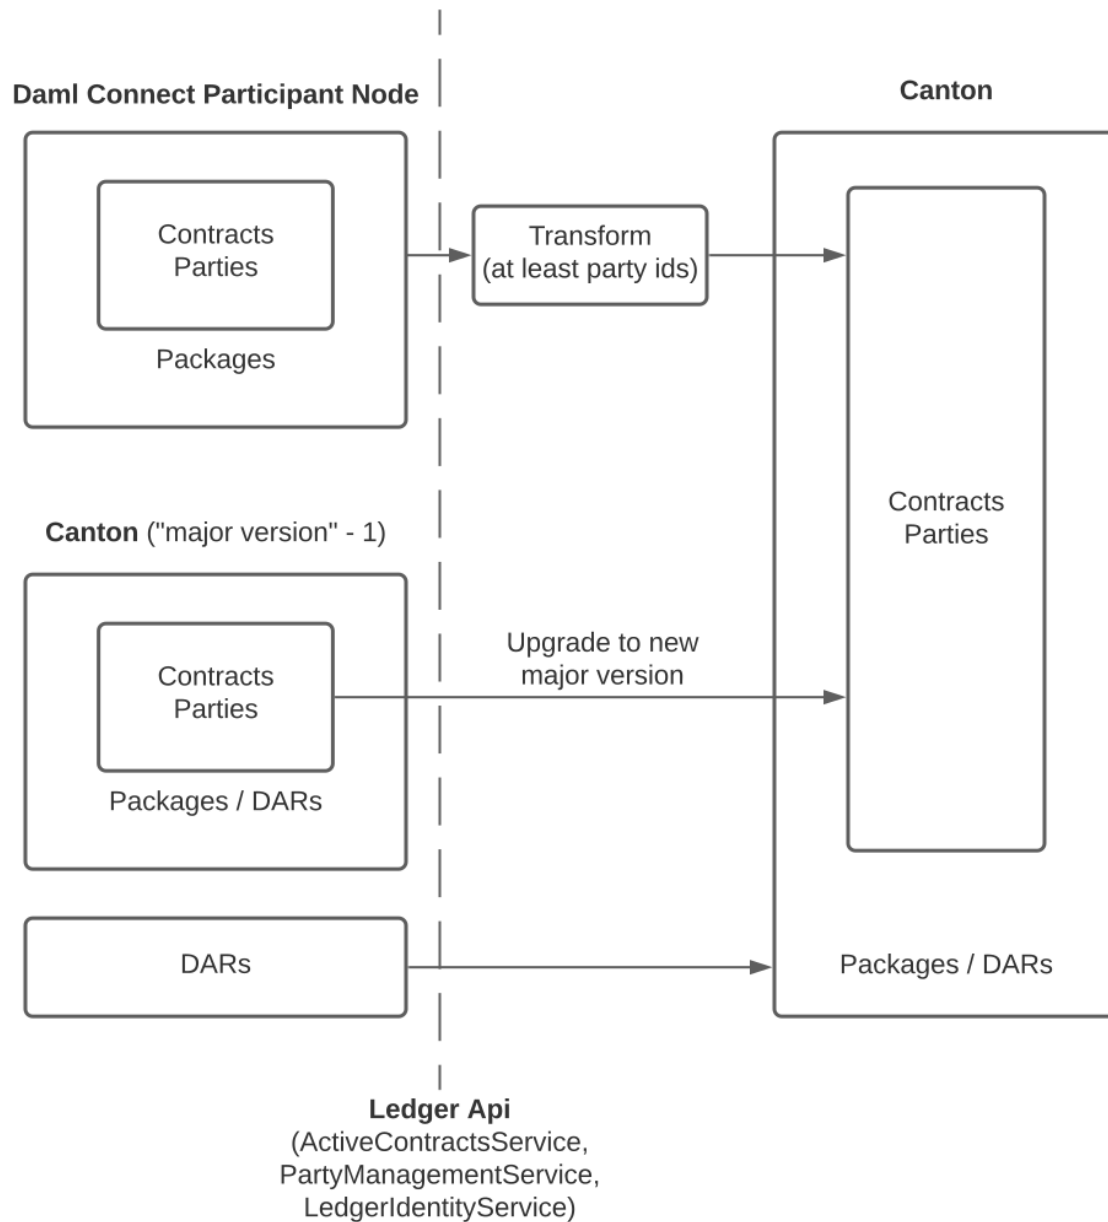 Daml Connect Participant Node
Canton
Contracts
Parties
Packages
Transform
(at least party ids)
Contracts
Parties
Canton ("major version" - 1)
Contracts
Parties
Packages / DARs
Upgrade to new
major version
DARs
Packages / DARs
Ledger Api
(ActiveContractsService,
PartyManagementService,
LedgerIdentityService)